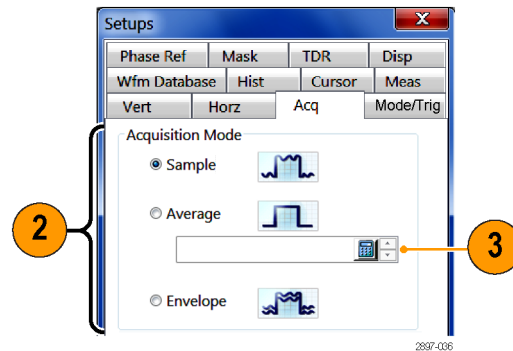 Setups
Phase Ref Mask TDR Disp
Wfm Database Hist Cursor Meas
Vert Horz Acq Mode/Trig
Acquisition Mode
Sample
2
Average
3
Envelope
2897-036